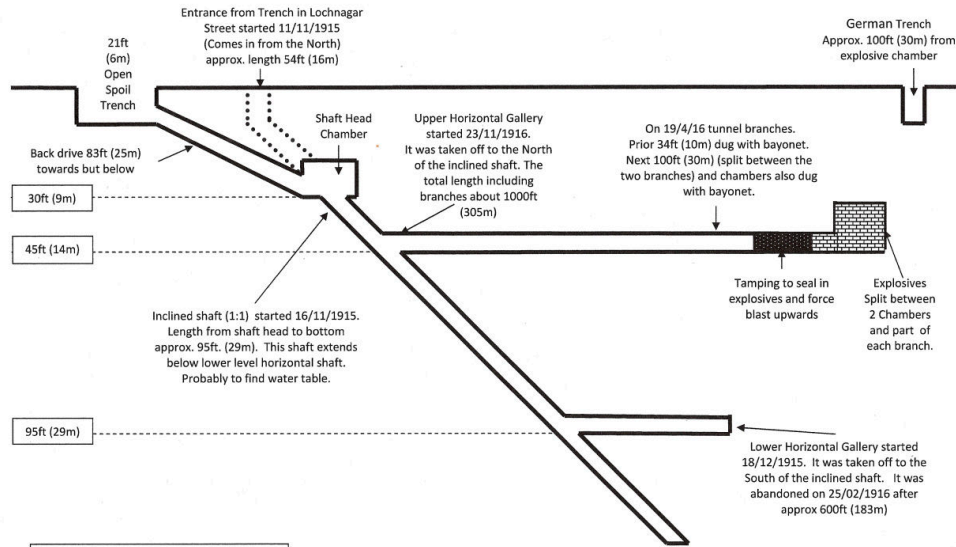 Entrance from Trench in Lochnagar
Street started 11/11/1915
(Comes in from the North)
approx. length 54ft (16m)
21ft
(6m)
Open
Spoil
Trench
German Trench
Approx. 100ft (30m) from
explosive chamber
Shaft Head
Chamber
Upper Horizontal Gallery
started 23/11/1916.
It was taken off to the North
of the inclined shaft. The
total length including
branches about 1000ft
(305m)
On 19/4/16 tunnel branches.
Prior 34ft (10m) dug with bayonet.
Next 100ft (30m) (split between the
two branches) and chambers also dug
with bayonet.
Back drive 83ft (25m)
towards but below
30ft (9m)
45ft (14m)
Tamping to seal in
explosives and force
blast upwards
Explosives
Split between
2 Chambers
and part of
each branch.
Inclined shaft (1:1) started 16/11/1915.
Length from shaft head to bottom
approx. 95ft. (29m). This shaft extends
below lower level horizontal shaft.
Probably to find water table.
95ft (29m)
Lower Horizontal Gallery started
18/12/1915. It was taken off to the
South of the inclined shaft. It was
abandoned on 25/02/1916 after
approx 600ft (183m)